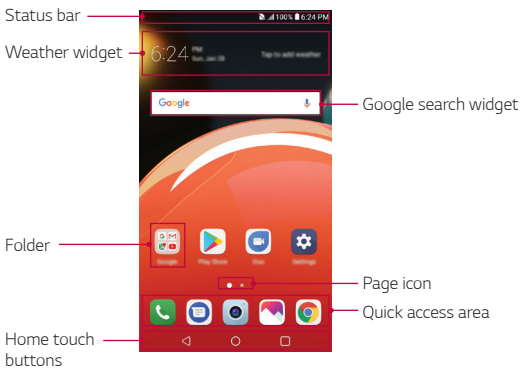 Status bar
100% 6:24 PM
Weather widget
6:24 PM
Sun, Jan 28
Tap to add weather
Google
Google search widget
Folder
Google
Play Store
Duo
Settings
Page icon
Quick access area
Home touch
buttons